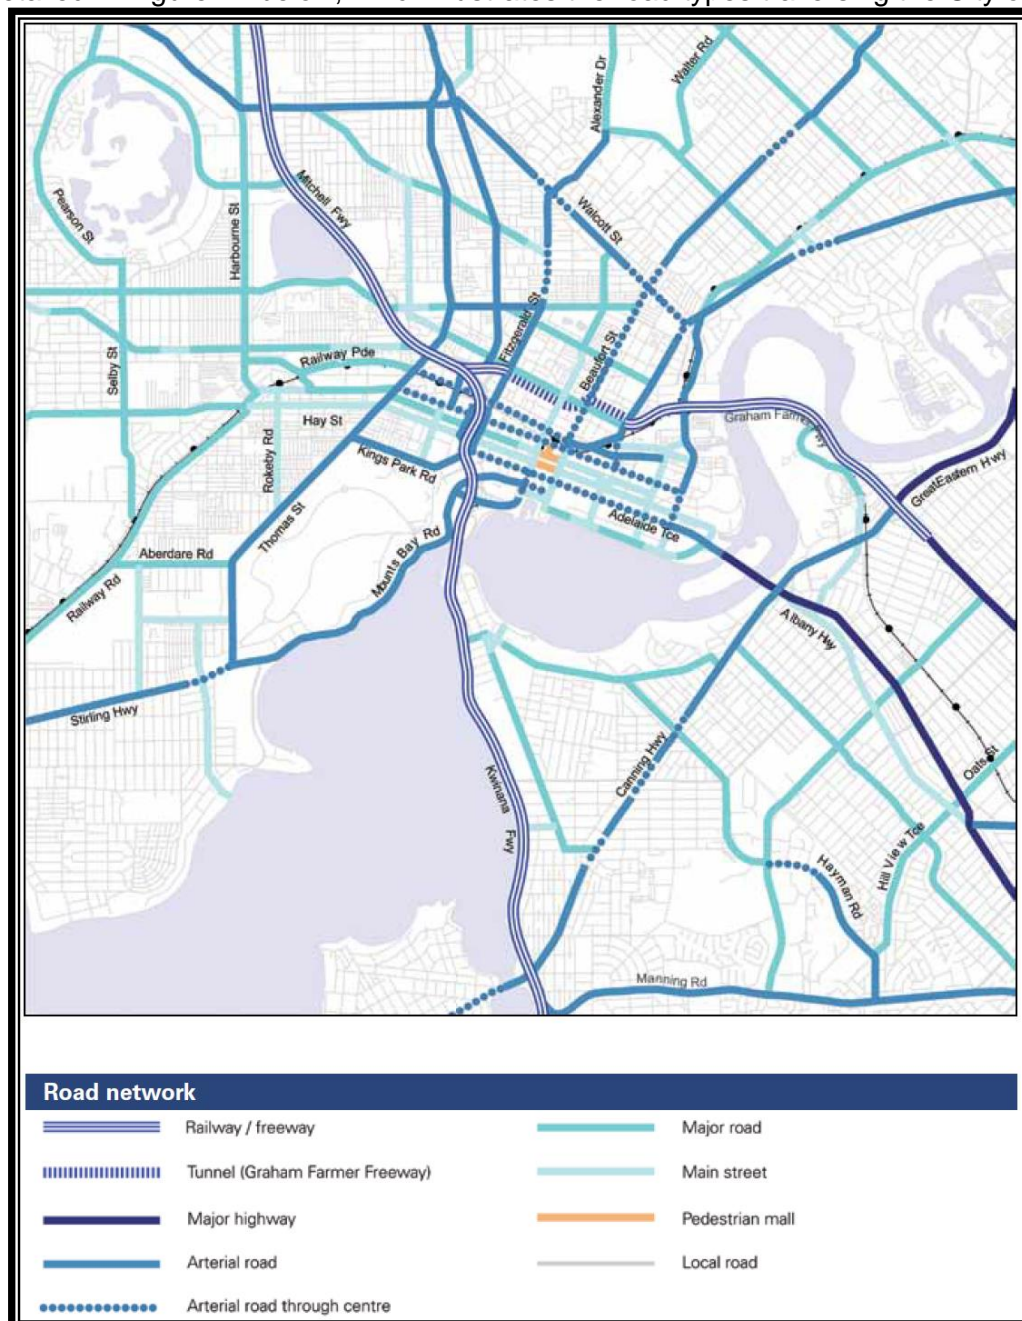 Alexander Dr
Walter Rd
Mitchell Fwy
Walcott St
Pearson St
Harbourne St
Fitzgerald St
Beaufort St
Railway Pde
Selby St
Graham Farmer Fwy
Hay St
Rokeby Rd
Kings Park Rd
GreatEastern Hwy
Thomas St
Adelaide Tce
Mounts Bay Rd
Aberdare Rd
Railway Rd
Albany Hwy
Stirling Hwy
Canning Hwy
Oats St
Kwinana Fwy
Hill View Tce
Hayman Rd
Manning Rd
Road network
Railway / freeway
Major road
Tunnel (Graham Farmer Freeway)
Main street
Major highway
Pedestrian mall
Arterial road
Local road
Arterial road through centre